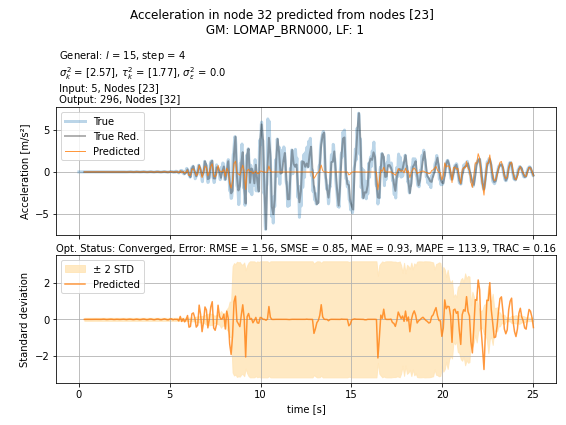 Acceleration in node 32 predicted from nodes [23]
GM: LOMAP_BRN000, LF: 1
General: l = 15, step = 4
σ_k² = [2.57], τ_k² = [1.77], σ_ε² = 0.0
Input: 5, Nodes [23]
Output: 296, Nodes [32]
True
True Red.
Predicted
Acceleration [m/s²]
5
0
−5
Opt. Status: Converged, Error: RMSE = 1.56, SMSE = 0.85, MAE = 0.93, MAPE = 113.9, TRAC = 0.16
± 2 STD
Predicted
Standard deviation
2
0
−2
0 5 10 15 20 25
time [s]